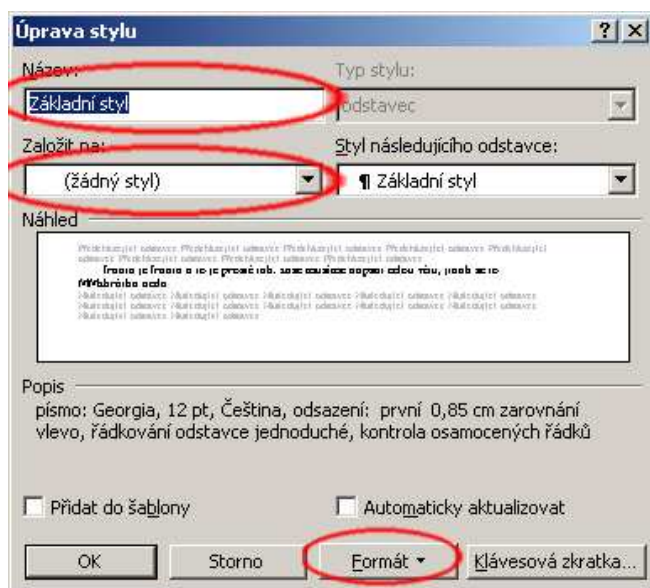 Úprava stylu
Název:
Typ stylu:
Základní styl
odstavec
Založit na:
Styl následujícího odstavce:
(žádný styl)
¶ Základní styl
Náhled
Popis
písmo: Georgia, 12 pt, Čeština, odsazení: první 0,85 cm zarovnání
vlevo, řádkování odstavce jednoduché, kontrola osamocených řádků
Přidat do šablony
Automaticky aktualizovat
OK
Storno
Formát
Klávesová zkratka...